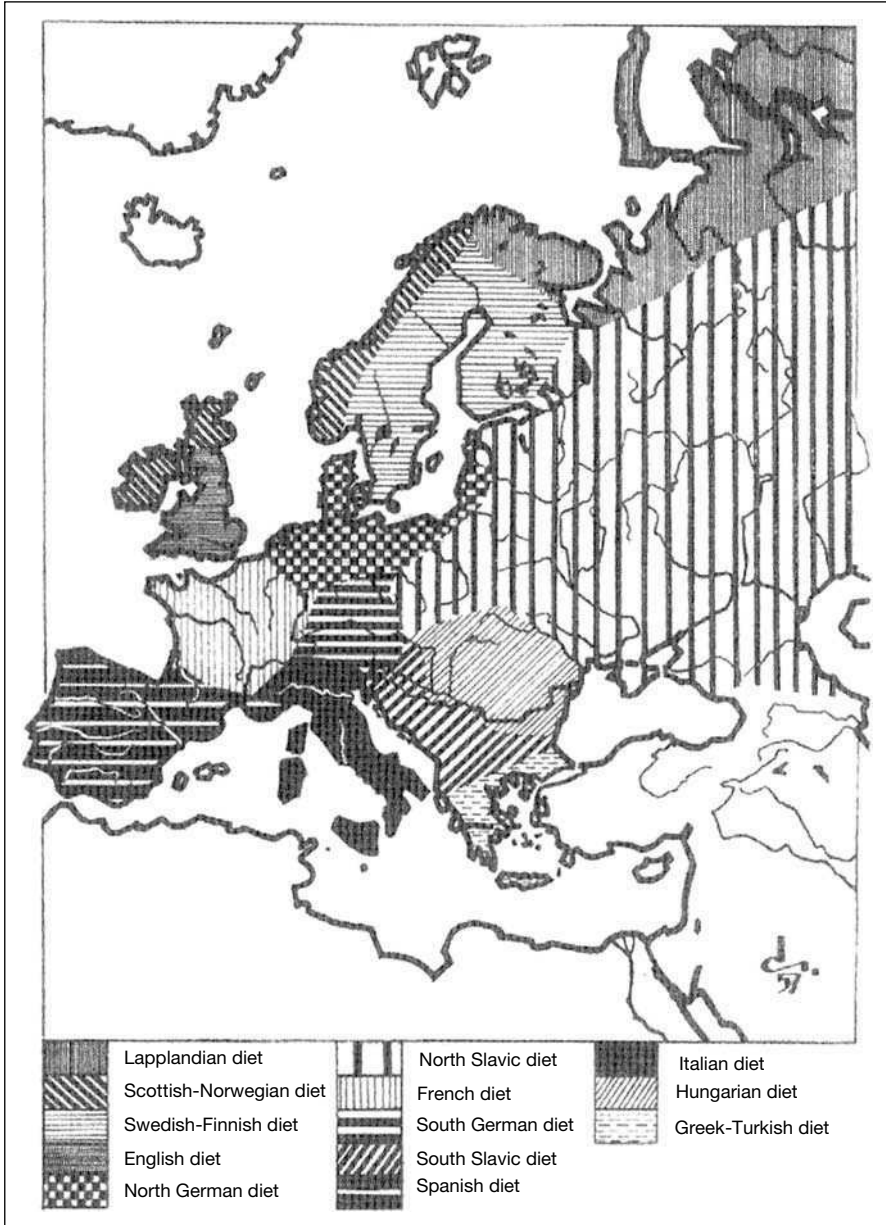 Lapplandian diet
Scottish-Norwegian diet
Swedish-Finnish diet
English diet
North German diet
North Slavic diet
French diet
South German diet
South Slavic diet
Spanish diet
Italian diet
Hungarian diet
Greek-Turkish diet